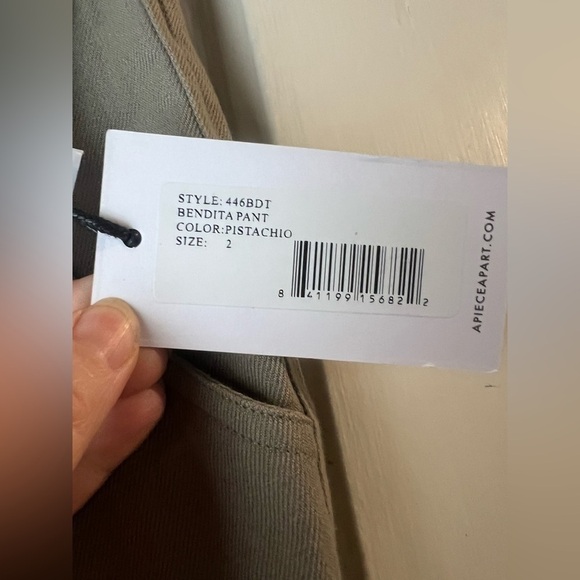 STYLE: 446BDT
BENDITA PANT
COLOR:PISTACHIO
SIZE: 2
8 41199 15682 2
APIECEAPART.COM